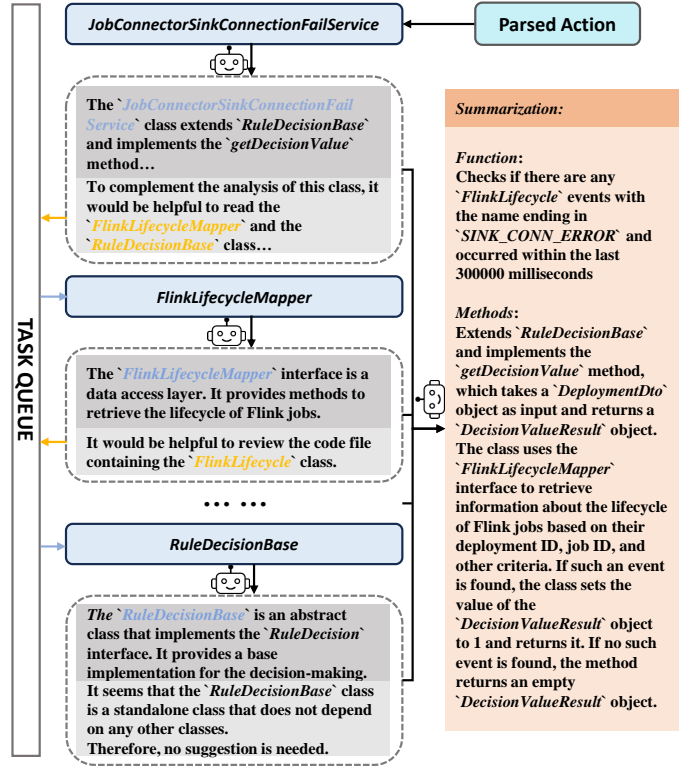 JobConnectorSinkConnectionFailService
Parsed Action
The `JobConnectorSinkConnectionFail
Service` class extends `RuleDecisionBase`
and implements the `getDecisionValue`
method…
To complement the analysis of this class, it
would be helpful to read the
`FlinkLifecycleMapper` and the
`RuleDecisionBase` class…
TASK QUEUE
FlinkLifecycleMapper
The `FlinkLifecycleMapper` interface is a
data access layer. It provides methods to
retrieve the lifecycle of Flink jobs.
It would be helpful to review the code file
containing the `FlinkLifecycle` class.
… …
RuleDecisionBase
The `RuleDecisionBase` is an abstract
class that implements the `RuleDecision`
interface. It provides a base
implementation for the decision-making.
It seems that the `RuleDecisionBase` class
is a standalone class that does not depend
on any other classes.
Therefore, no suggestion is needed.
Summarization:
Function:
Checks if there are any
`FlinkLifecycle` events with
the name ending in
`SINK_CONN_ERROR` and
occurred within the last
300000 milliseconds
Methods:
Extends `RuleDecisionBase`
and implements the
`getDecisionValue` method,
which takes a `DeploymentDto`
object as input and returns a
`DecisionValueResult` object.
The class uses the
`FlinkLifecycleMapper`
interface to retrieve
information about the lifecycle
of Flink jobs based on their
deployment ID, job ID, and
other criteria. If such an event
is found, the class sets the
value of the
`DecisionValueResult` object
to 1 and returns it. If no such
event is found, the method
returns an empty
`DecisionValueResult` object.